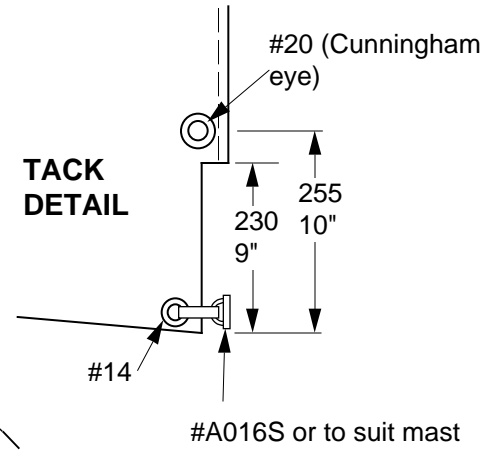 #20 (Cunningham
eye)
TACK
DETAIL
255
10"
230
9"
#14
#A016S or to suit mast